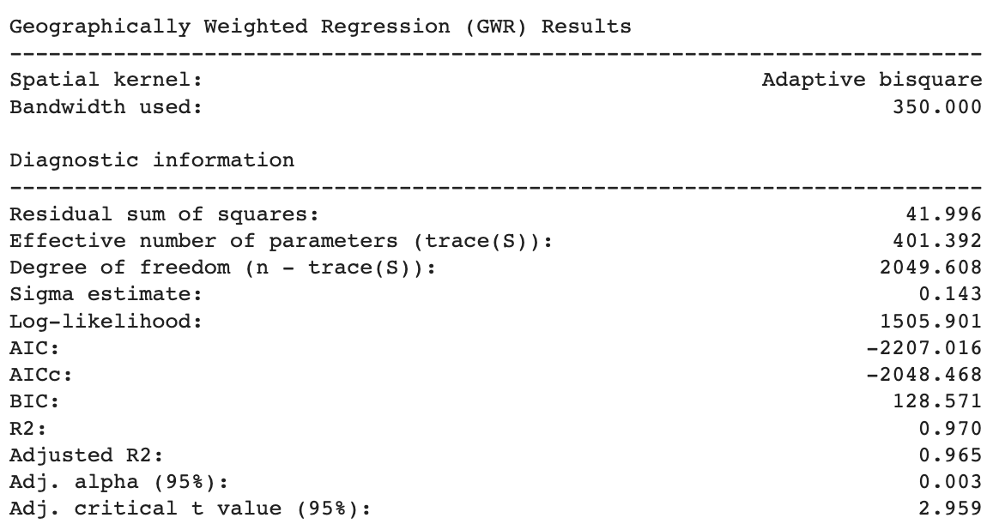 Geographically Weighted Regression (GWR) Results
---------------------------------------------------------------------------
Spatial kernel: Adaptive bisquare
Bandwidth used: 350.000
Diagnostic information
---------------------------------------------------------------------------
Residual sum of squares: 41.996
Effective number of parameters (trace(S)): 401.392
Degree of freedom (n - trace(S)): 2049.608
Sigma estimate: 0.143
Log-likelihood: 1505.901
AIC: -2207.016
AICc: -2048.468
BIC: 128.571
R2: 0.970
Adjusted R2: 0.965
Adj. alpha (95%): 0.003
Adj. critical t value (95%): 2.959